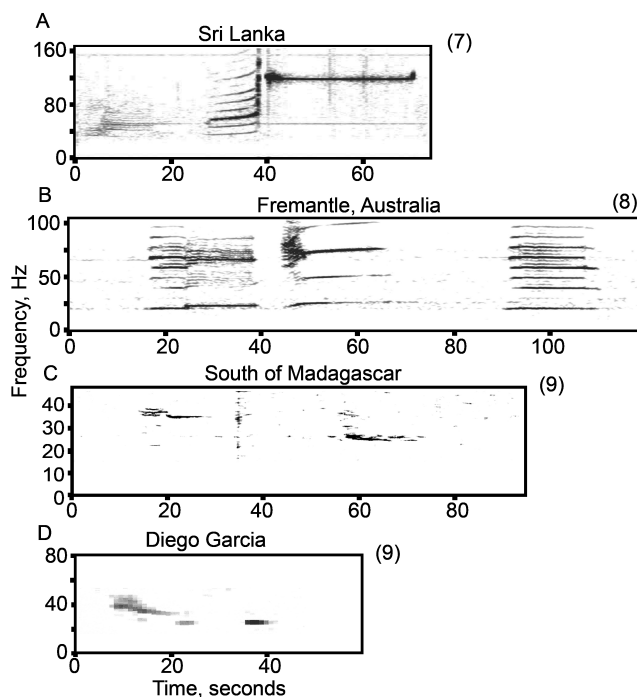 A
Sri Lanka
(7)
160
80
0
0 20 40 60
B
Fremantle, Australia
(8)
100
50
0
0 20 40 60 80 100
Frequency, Hz
C
South of Madagascar
(9)
40
30
20
10
0
0 20 40 60 80
D
Diego Garcia
(9)
80
40
0
0 20 40
Time, seconds